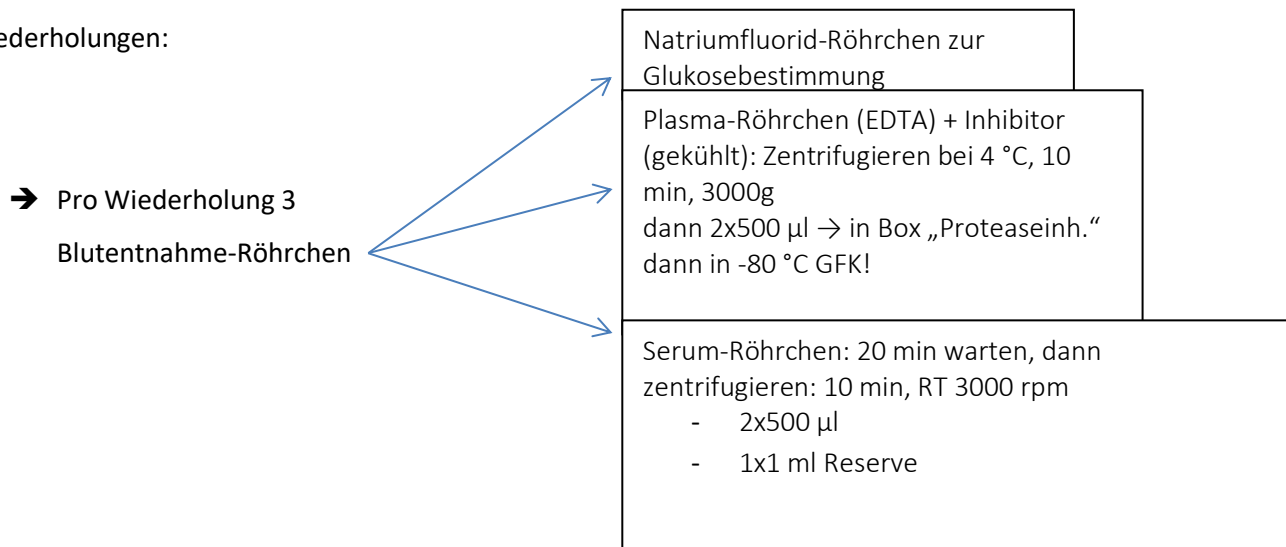 ederholungen:
➔ Pro Wiederholung 3
Blutentnahme-Röhrchen
Natriumfluorid-Röhrchen zur
Glukosebestimmung
Plasma-Röhrchen (EDTA) + Inhibitor
(gekühlt): Zentrifugieren bei 4 °C, 10
min, 3000g
dann 2x500 µl → in Box „Proteaseinh.“
dann in -80 °C GFK!
Serum-Röhrchen: 20 min warten, dann
zentrifugieren: 10 min, RT 3000 rpm
- 2x500 µl
- 1x1 ml Reserve